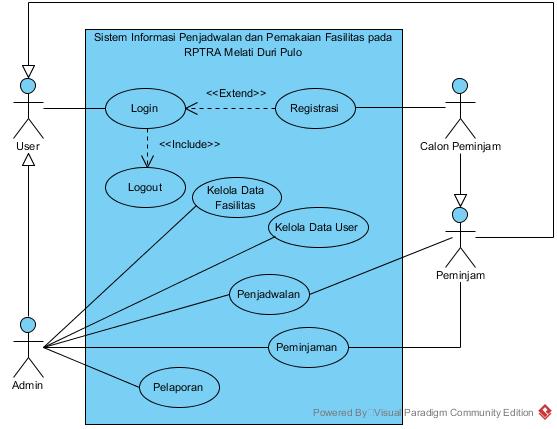 Sistem Informasi Penjadwalan dan Pemakaian Fasilitas pada
RPTRA Melati Duri Pulo
<<Extend>>
Login
Registrasi
User
<<Include>>
Calon Peminjam
Logout
Kelola Data
Fasilitas
Kelola Data User
Peminjam
Penjadwalan
Peminjaman
Admin
Pelaporan
Powered By Visual Paradigm Community Edition